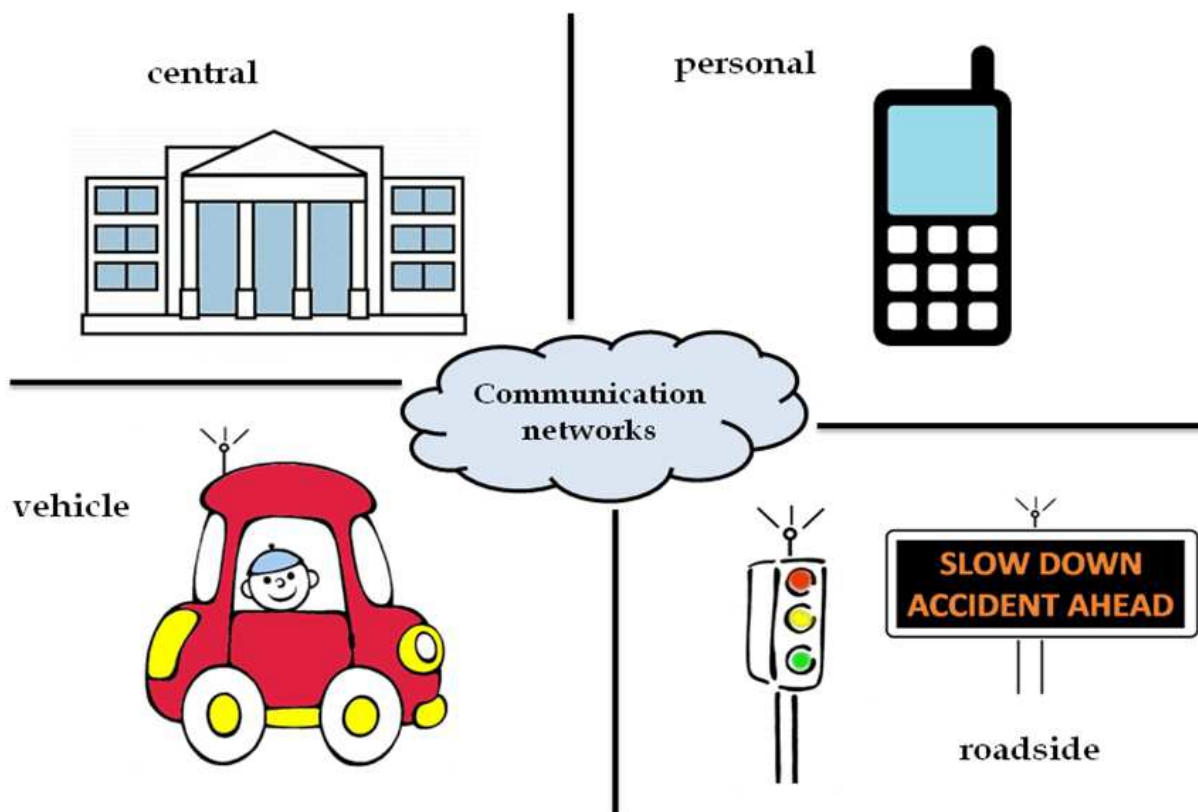 central
personal
Communication
networks
vehicle
SLOW DOWN
ACCIDENT AHEAD
roadside